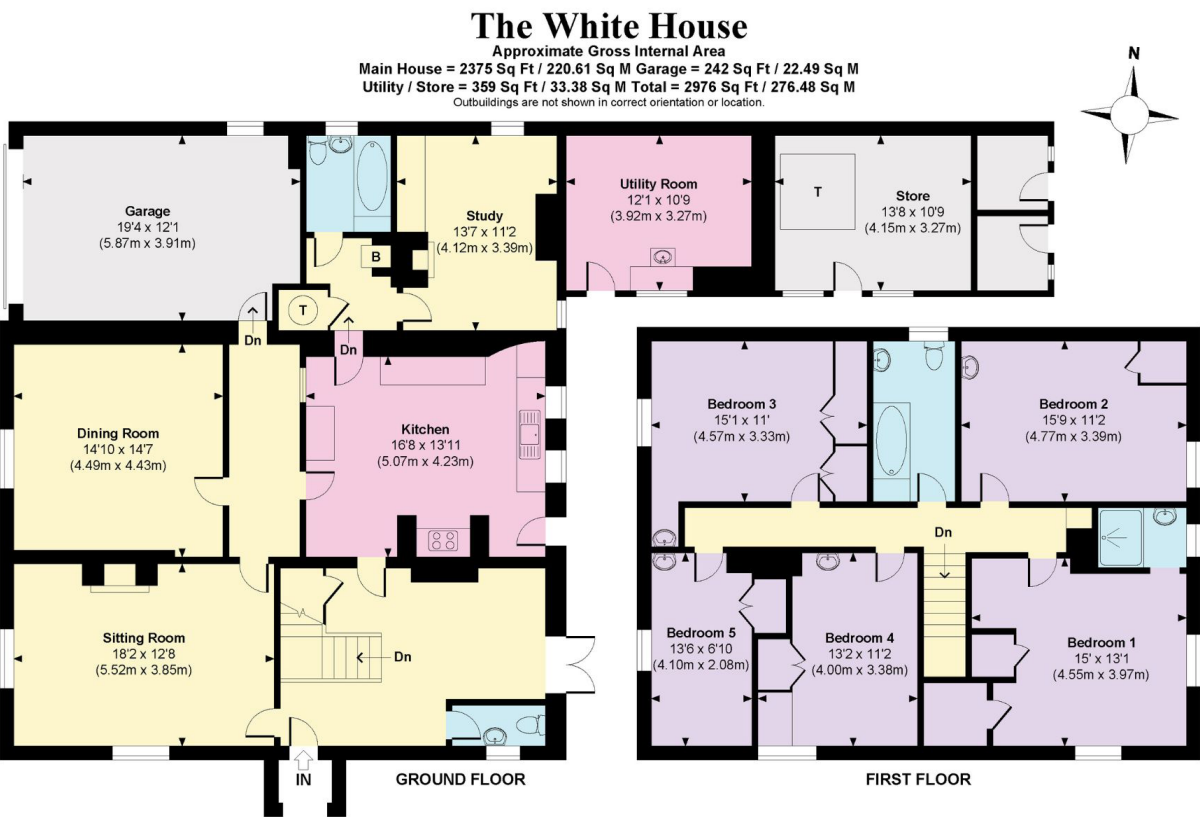 The White House
Approximate Gross Internal Area
Main House = 2375 Sq Ft / 220.61 Sq M Garage = 242 Sq Ft / 22.49 Sq M
Utility / Store = 359 Sq Ft / 33.38 Sq M Total = 2976 Sq Ft / 276.48 Sq M
Outbuildings are not shown in correct orientation or location.
N
Garage
19'4 x 12'1
(5.87m x 3.91m)
Study
13'7 x 11'2
(4.12m x 3.39m)
B
T
Dn
Dn
Utility Room
12'1 x 10'9
(3.92m x 3.27m)
T
Store
13'8 x 10'9
(4.15m x 3.27m)
Dining Room
14'10 x 14'7
(4.49m x 4.43m)
Kitchen
16'8 x 13'11
(5.07m x 4.23m)
Sitting Room
18'2 x 12'8
(5.52m x 3.85m)
Dn
IN
GROUND FLOOR
Bedroom 3
15'1 x 11'
(4.57m x 3.33m)
Bedroom 2
15'9 x 11'2
(4.77m x 3.39m)
Dn
Bedroom 5
13'6 x 6'10
(4.10m x 2.08m)
Bedroom 4
13'2 x 11'2
(4.00m x 3.38m)
Bedroom 1
15' x 13'1
(4.55m x 3.97m)
FIRST FLOOR